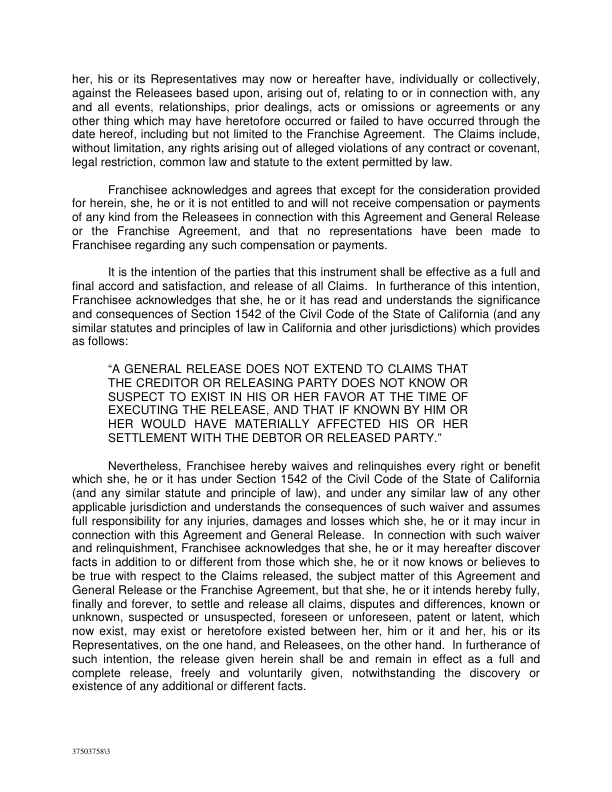 her, his or its Representatives may now or hereafter have, individually or collectively,
against the Releasees based upon, arising out of, relating to or in connection with, any
and all events, relationships, prior dealings, acts or omissions or agreements or any
other thing which may have heretofore occurred or failed to have occurred through the
date hereof, including but not limited to the Franchise Agreement.  The Claims include,
without limitation, any rights arising out of alleged violations of any contract or covenant,
legal restriction, common law and statute to the extent permitted by law.
Franchisee acknowledges and agrees that except for the consideration provided
for herein, she, he or it is not entitled to and will not receive compensation or payments
of any kind from the Releasees in connection with this Agreement and General Release
or the Franchise Agreement, and that no representations have been made to
Franchisee regarding any such compensation or payments.
It is the intention of the parties that this instrument shall be effective as a full and
final accord and satisfaction, and release of all Claims.  In furtherance of this intention,
Franchisee acknowledges that she, he or it has read and understands the significance
and consequences of Section 1542 of the Civil Code of the State of California (and any
similar statutes and principles of law in California and other jurisdictions) which provides
as follows:
“A GENERAL RELEASE DOES NOT EXTEND TO CLAIMS THAT
THE CREDITOR OR RELEASING PARTY DOES NOT KNOW OR
SUSPECT TO EXIST IN HIS OR HER FAVOR AT THE TIME OF
EXECUTING THE RELEASE, AND THAT IF KNOWN BY HIM OR
HER WOULD HAVE MATERIALLY AFFECTED HIS OR HER
SETTLEMENT WITH THE DEBTOR OR RELEASED PARTY.”
Nevertheless, Franchisee hereby waives and relinquishes every right or benefit
which she, he or it has under Section 1542 of the Civil Code of the State of California
(and any similar statute and principle of law), and under any similar law of any other
applicable jurisdiction and understands the consequences of such waiver and assumes
full responsibility for any injuries, damages and losses which she, he or it may incur in
connection with this Agreement and General Release.  In connection with such waiver
and relinquishment, Franchisee acknowledges that she, he or it may hereafter discover
facts in addition to or different from those which she, he or it now knows or believes to
be true with respect to the Claims released, the subject matter of this Agreement and
General Release or the Franchise Agreement, but that she, he or it intends hereby fully,
finally and forever, to settle and release all claims, disputes and differences, known or
unknown, suspected or unsuspected, foreseen or unforeseen, patent or latent, which
now exist, may exist or heretofore existed between her, him or it and her, his or its
Representatives, on the one hand, and Releasees, on the other hand.  In furtherance of
such intention, the release given herein shall be and remain in effect as a full and
complete release, freely and voluntarily given, notwithstanding the discovery or
existence of any additional or different facts.
37503758\3